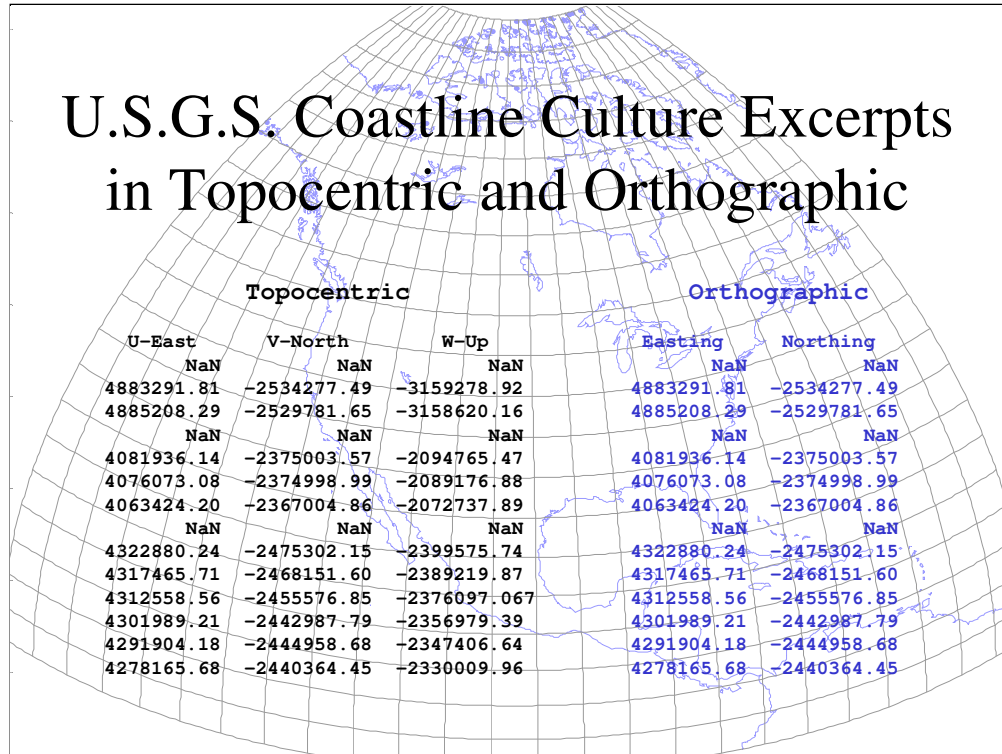 U.S.G.S. Coastline Culture Excerpts
in Topocentric and Orthographic
Topocentric Orthographic
U-East V-North W-Up Easting Northing
NaN NaN NaN NaN NaN
4883291.81 -2534277.49 -3159278.92 4883291.81 -2534277.49
4885208.29 -2529781.65 -3158620.16 4885208.29 -2529781.65
NaN NaN NaN NaN NaN
4081936.14 -2375003.57 -2094765.47 4081936.14 -2375003.57
4076073.08 -2374998.99 -2089176.88 4076073.08 -2374998.99
4063424.20 -2367004.86 -2072737.89 4063424.20 -2367004.86
NaN NaN NaN NaN NaN
4322880.24 -2475302.15 -2399575.74 4322880.24 -2475302.15
4317465.71 -2468151.60 -2389219.87 4317465.71 -2468151.60
4312558.56 -2455576.85 -2376097.067 4312558.56 -2455576.85
4301989.21 -2442987.79 -2356979.39 4301989.21 -2442987.79
4291904.18 -2444958.68 -2347406.64 4291904.18 -2444958.68
4278165.68 -2440364.45 -2330009.96 4278165.68 -2440364.45